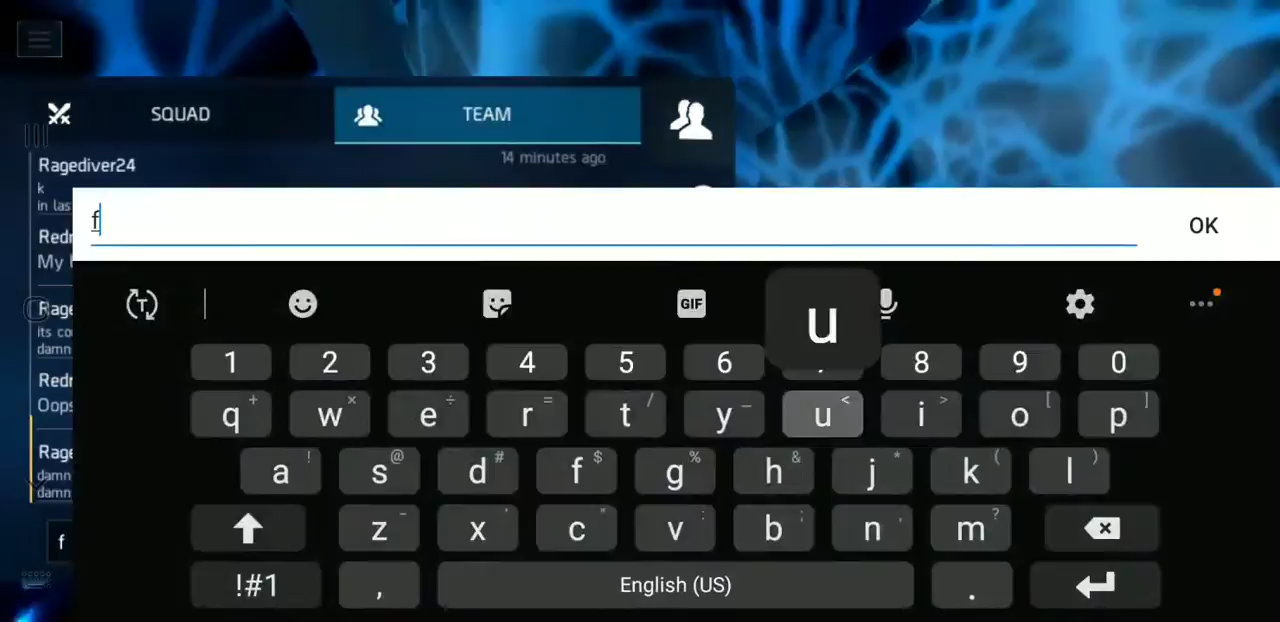 SQUAD
TEAM
14 minutes ago
Ragediver24
k
in las
Redr
My
Rage
its co
damn
Redr
Oops
Rage
damn
damn
f
f
OK
T
GIF
u
1 2 3 4 5 6 8 9 0
q + w × e ÷ r = t / y _ u < i > o [ p ]
a ! s @ d # f $ g % h & j * k ( l )
z - x ' c " v : b ; n , m ?
!#1 , English (US) .